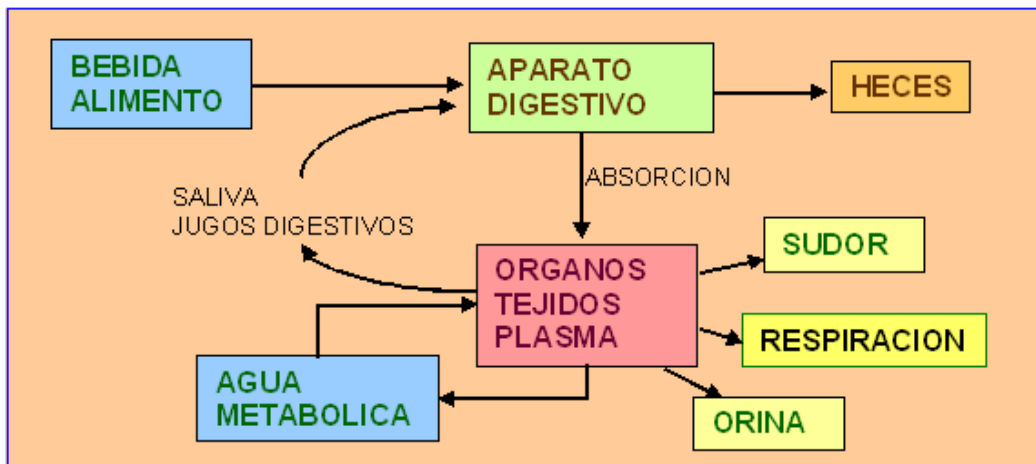 BEBIDA
ALIMENTO
APARATO
DIGESTIVO
HECES
ABSORCION
SALIVA
JUGOS DIGESTIVOS
ORGANOS
TEJIDOS
PLASMA
SUDOR
RESPIRACION
ORINA
AGUA
METABOLICA